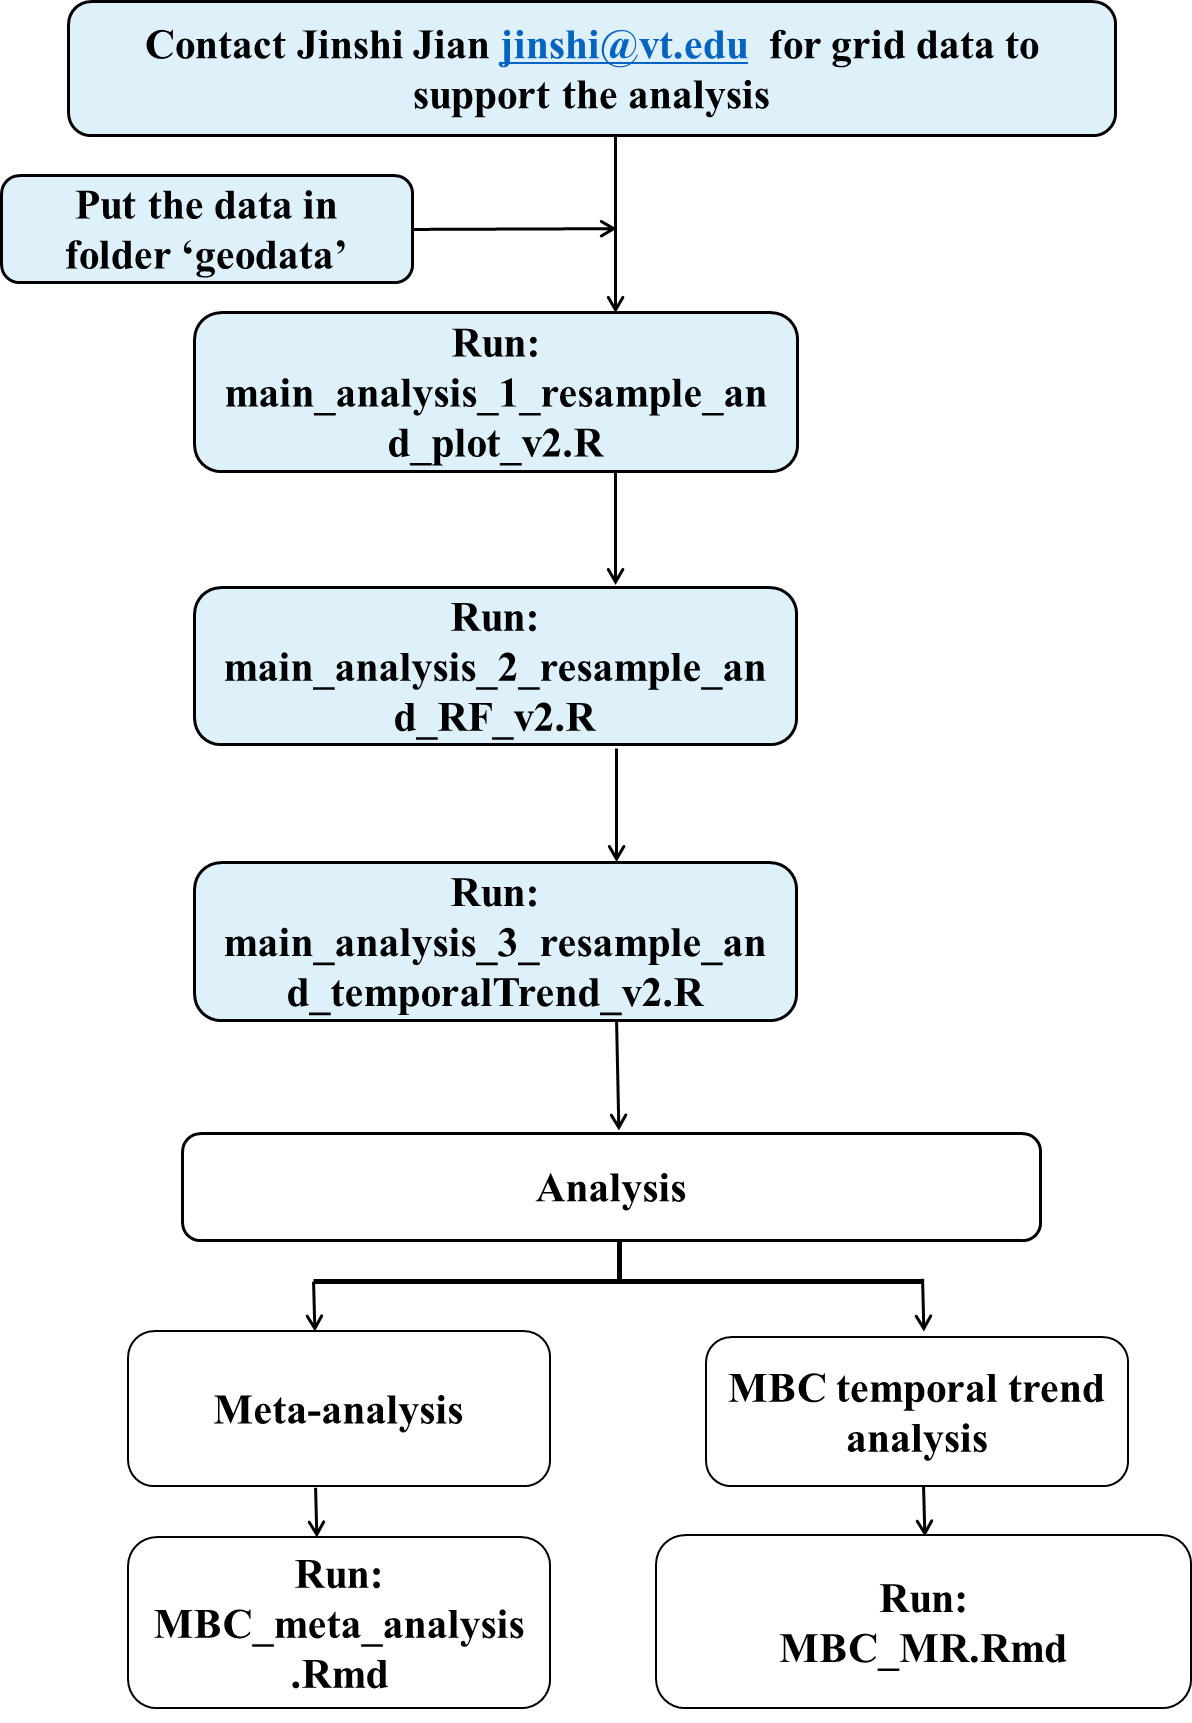 Contact Jinshi Jian jinshi@vt.edu for grid data to
support the analysis
Put the data in
folder ‘geodata’
Run:
main_analysis_1_resample_an
d_plot_v2.R
Run:
main_analysis_2_resample_an
d_RF_v2.R
Run:
main_analysis_3_resample_an
d_temporalTrend_v2.R
Analysis
Meta-analysis
MBC temporal trend
analysis
Run:
MBC_meta_analysis
.Rmd
Run:
MBC_MR.Rmd